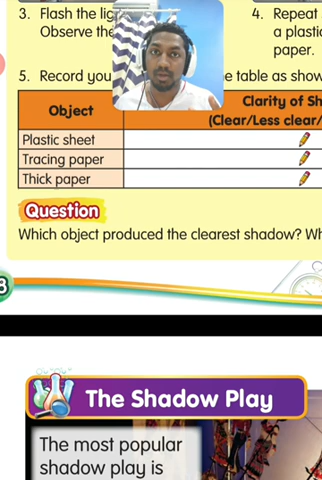 3. Flash the
4. Repeat
Observe the
a plastic
paper.
5. Record you
e table as show
Object
Clarity of Sh
(Clear/Less clear/
Plastic sheet
Tracing paper
Thick paper
Question
Which object produced the clearest shadow? Wh
8
The Shadow Play
The most popular
shadow play is